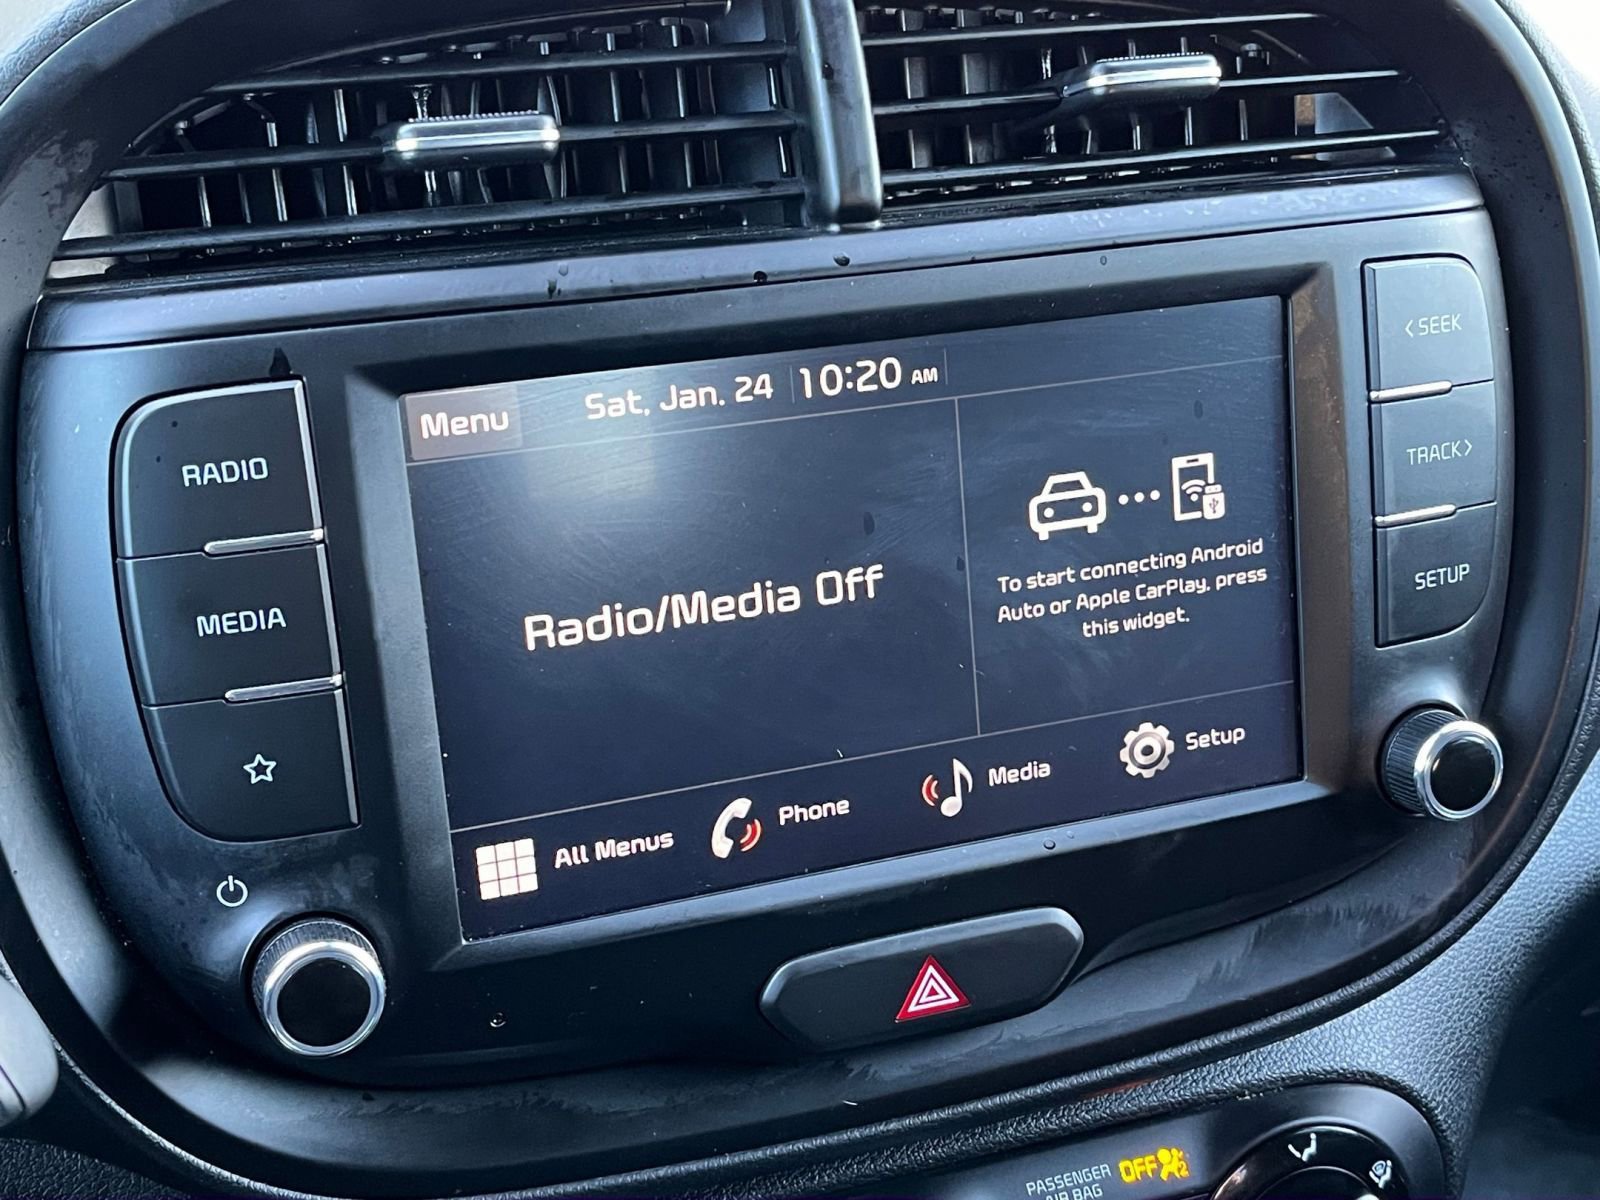 Menu
Sat, Jan. 24
10:20 AM
RADIO
MEDIA
Radio/Media Off
To start connecting Android
Auto or Apple CarPlay, press
this widget.
< SEEK
TRACK >
SETUP
All Menus
Phone
Media
Setup
PASSENGER
AIR BAG
OFF
2